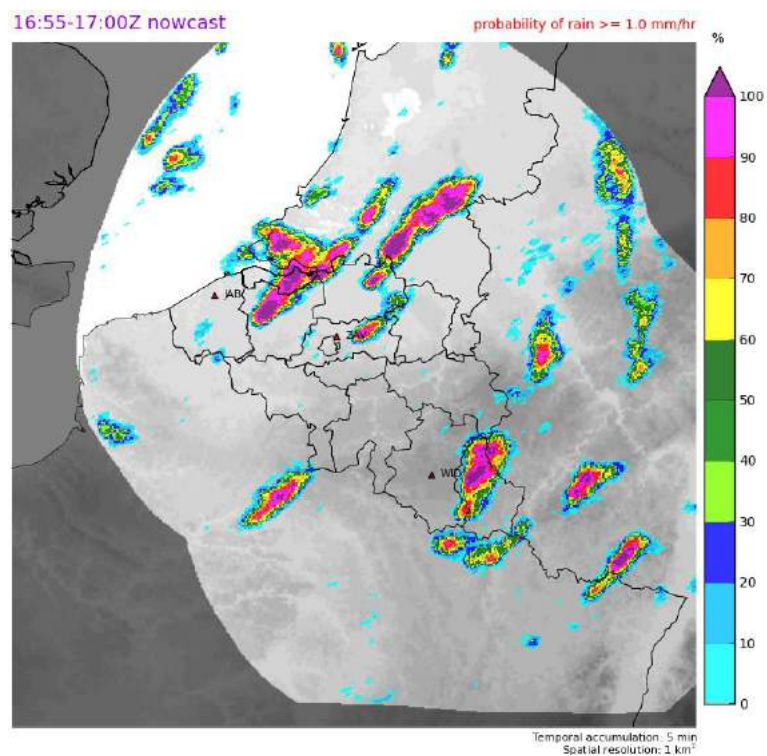 16:55-17:00Z nowcast
probability of rain >= 1.0 mm/hr
%
100
90
80
70
60
50
40
30
20
10
0
JAB
WID
Temporal accumulation: 5 min
Spatial resolution: 1 km²